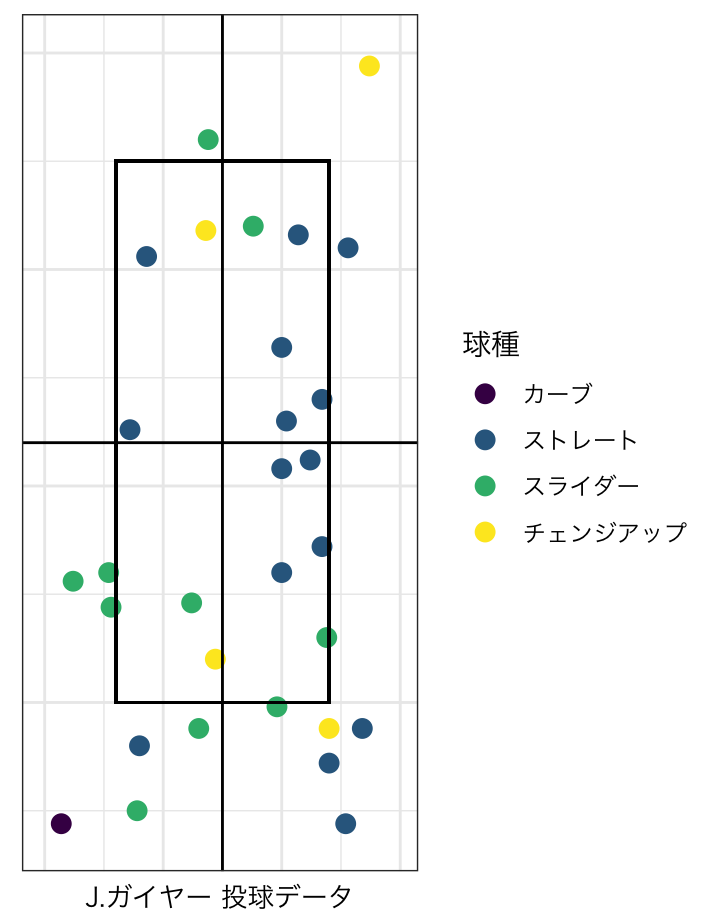 球種
カーブ
ストレート
スライダー
チェンジアップ
J.ガイヤー 投球データ